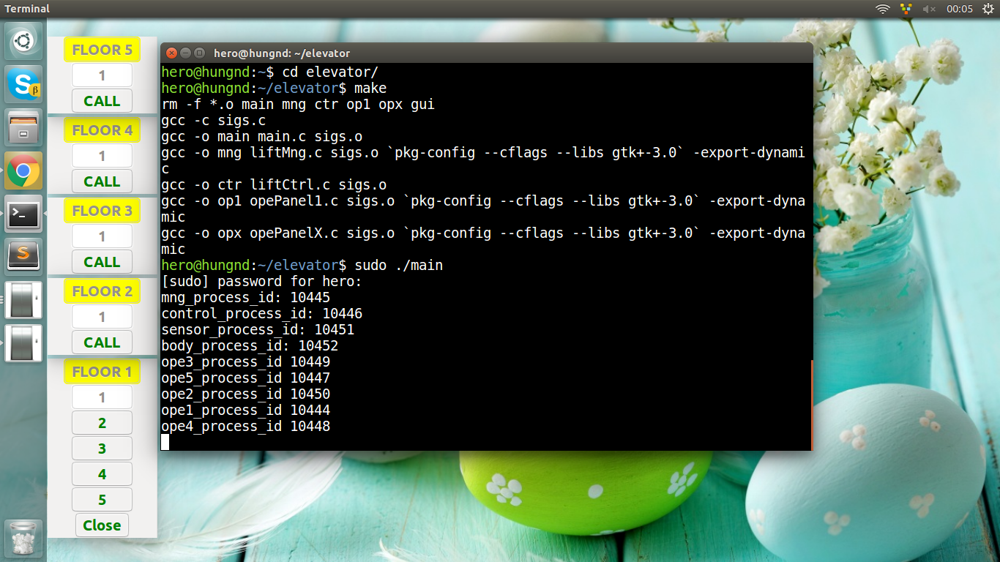 Terminal
00:05
FLOOR 5
1
CALL
FLOOR 4
1
CALL
FLOOR 3
1
CALL
FLOOR 2
1
CALL
FLOOR 1
1
2
3
4
5
Close
hero@hungnd: ~/elevator
hero@hungnd:~$ cd elevator/
hero@hungnd:~/elevator$ make
rm -f *.o main mng ctr op1 opx gui
gcc -c sigs.c
gcc -o main main.c sigs.o
gcc -o mng liftMng.c sigs.o `pkg-config --cflags --libs gtk+-3.0` -export-dynami
c
gcc -o ctr liftCtrl.c sigs.o
gcc -o op1 opePanel1.c sigs.o `pkg-config --cflags --libs gtk+-3.0` -export-dyna
mic
gcc -o opx opePanelX.c sigs.o `pkg-config --cflags --libs gtk+-3.0` -export-dyna
mic
hero@hungnd:~/elevator$ sudo ./main
[sudo] password for hero:
mng_process_id: 10445
control_process_id: 10446
sensor_process_id: 10451
body_process_id: 10452
ope3_process_id 10449
ope5_process_id 10447
ope2_process_id 10450
ope1_process_id 10444
ope4_process_id 10448